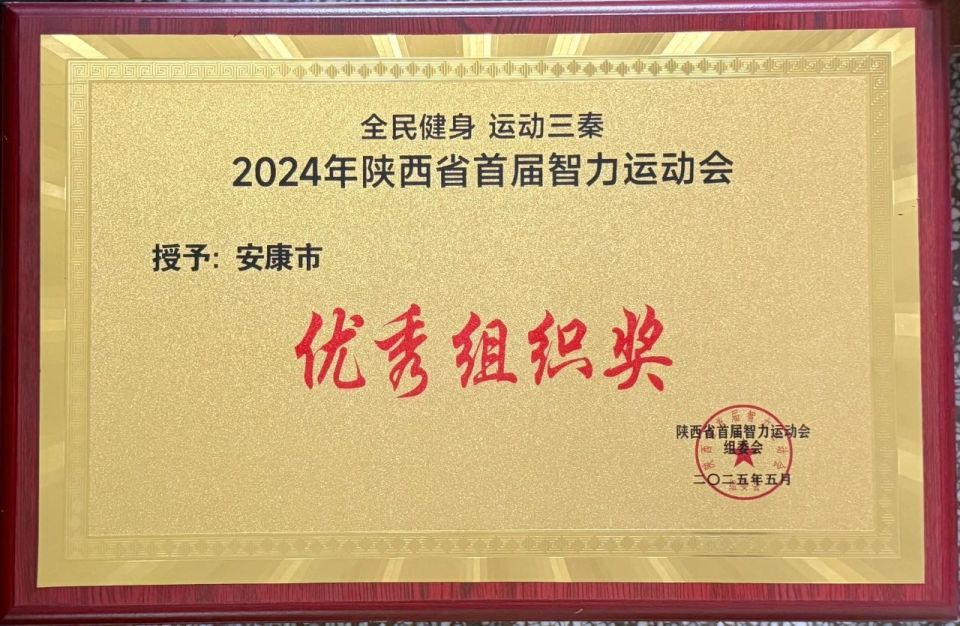 全民健身 运动三秦
2024年陕西省首届智力运动会
授予：安康市
优秀组织奖
陕西省首届智力运动会
组委会
二〇二五年五月